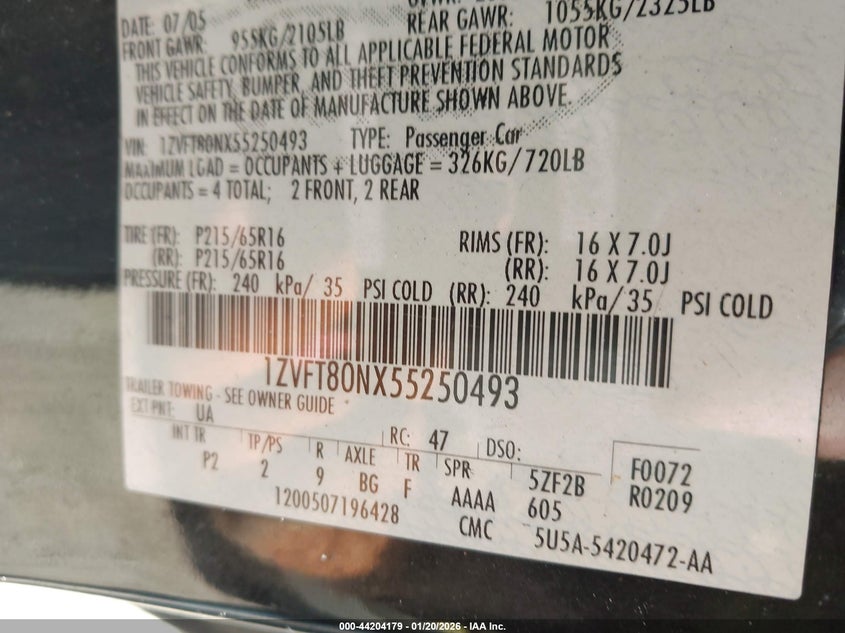 DATE: 07/05
REAR GAWR: 1055KG/2325LB
FRONT GAWR: 955KG/2105LB
THIS VEHICLE CONFORMS TO ALL APPLICABLE FEDERAL MOTOR
VEHICLE SAFETY, BUMPER, AND THEFT PREVENTION STANDARDS
IN EFFECT ON THE DATE OF MANUFACTURE SHOWN ABOVE.
VIN: 1ZVFT80NX55250493 TYPE: Passenger Car
MAXIMUM LOAD = OCCUPANTS + LUGGAGE = 326KG/720LB
OCCUPANTS = 4 TOTAL; 2 FRONT, 2 REAR
TIRE (FR): P215/65R16 RIMS (FR): 16 X 7.0J
(RR): P215/65R16 (RR): 16 X 7.0J
PRESSURE (FR): 240 kPa/ 35 PSI COLD (RR): 240 kPa/ 35 PSI COLD
1ZVFT80NX55250493
TRAILER TOWING - SEE OWNER GUIDE
EXT PNT: UA RC: 47 DSO:
INT TR TP/PS R AXLE TR SPR 5ZF2B F0072
P2 2 9 BG F AAAA 605 R0209
1200507196428 CMC 5U5A-5420472-AA
000-44204179 | 01/20/2026 - IAA Inc.